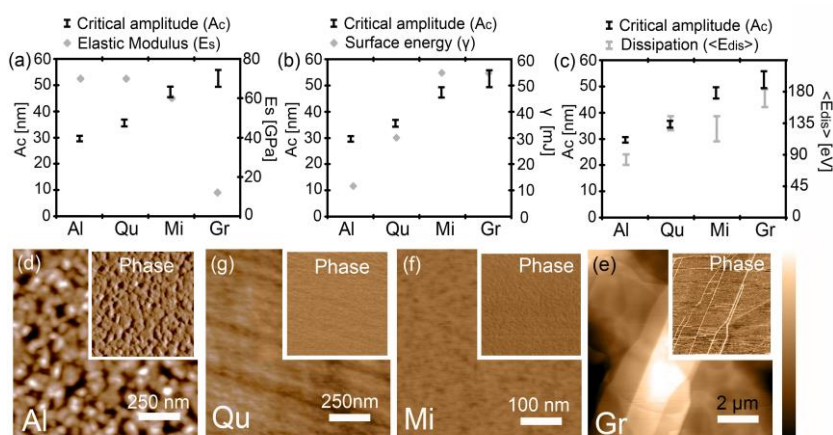 Critical amplitude (Ac)
Elastic Modulus (Es)
(a)
Ac [nm]
60
50
40
30
20
10
0
80
60
40
20
0
Es [GPa]
Al Qu Mi Gr
Critical amplitude (Ac)
Surface energy (γ)
(b)
Ac [nm]
60
50
40
30
20
10
0
60
50
40
30
20
10
0
γ [mJ]
Al Qu Mi Gr
Critical amplitude (Ac)
Dissipation (<Edis>)
(c)
Ac [nm]
60
50
40
30
20
10
0
180
135
90
45
0
<Edis> [eV]
Al Qu Mi Gr
(d)
Phase
Al
250 nm
(g)
Phase
Qu
250nm
(f)
Phase
Mi
100 nm
(e)
Phase
Gr
2 μm